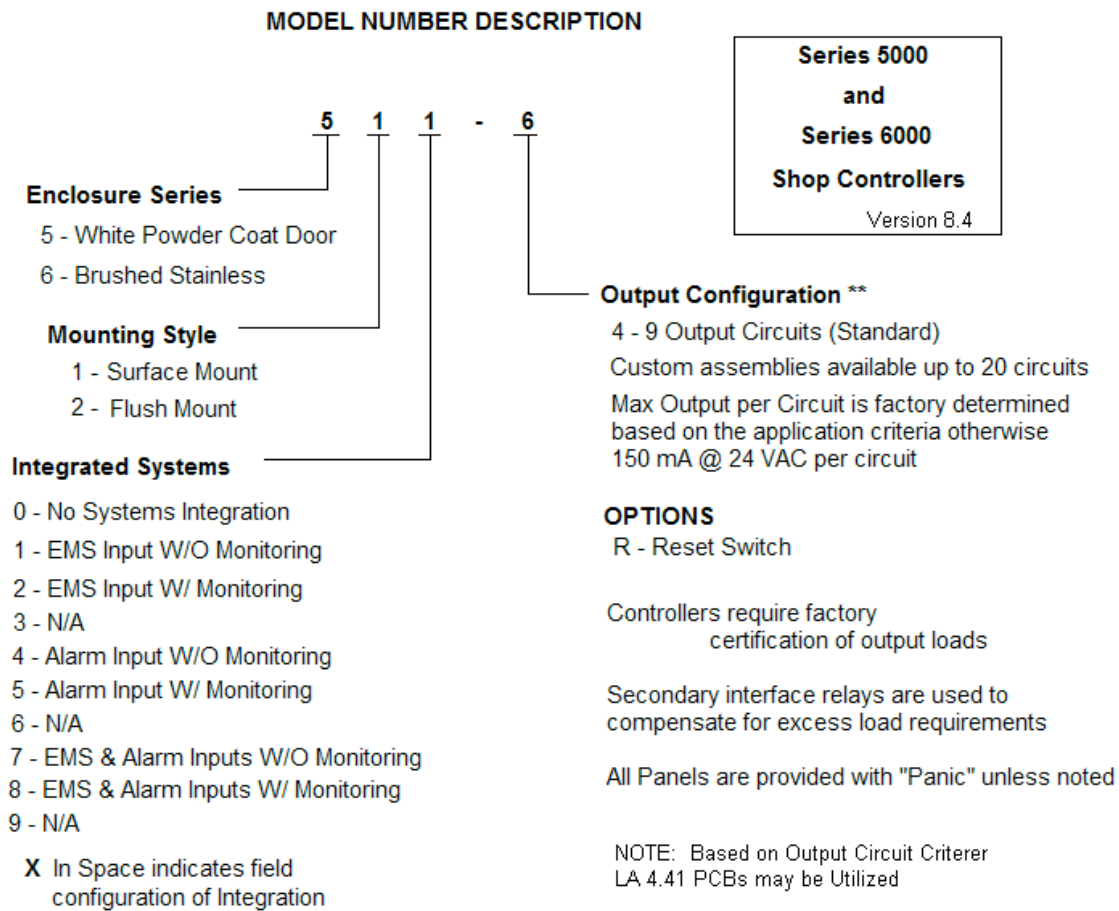 MODEL NUMBER DESCRIPTION
Series 5000
and
Series 6000
Shop Controllers
Version 8.4
5 1 1 - 6
Enclosure Series
5 - White Powder Coat Door
6 - Brushed Stainless
Mounting Style
1 - Surface Mount
2 - Flush Mount
Integrated Systems
0 - No Systems Integration
1 - EMS Input W/O Monitoring
2 - EMS Input W/ Monitoring
3 - N/A
4 - Alarm Input W/O Monitoring
5 - Alarm Input W/ Monitoring
6 - N/A
7 - EMS & Alarm Inputs W/O Monitoring
8 - EMS & Alarm Inputs W/ Monitoring
9 - N/A
X In Space indicates field
configuration of Integration
Output Configuration **
4 - 9 Output Circuits (Standard)
Custom assemblies available up to 20 circuits
Max Output per Circuit is factory determined
based on the application criteria otherwise
150 mA @ 24 VAC per circuit
OPTIONS
R - Reset Switch
Controllers require factory
certification of output loads
Secondary interface relays are used to
compensate for excess load requirements
All Panels are provided with "Panic" unless noted
NOTE: Based on Output Circuit Criterer
LA 4.41 PCBs may be Utilized